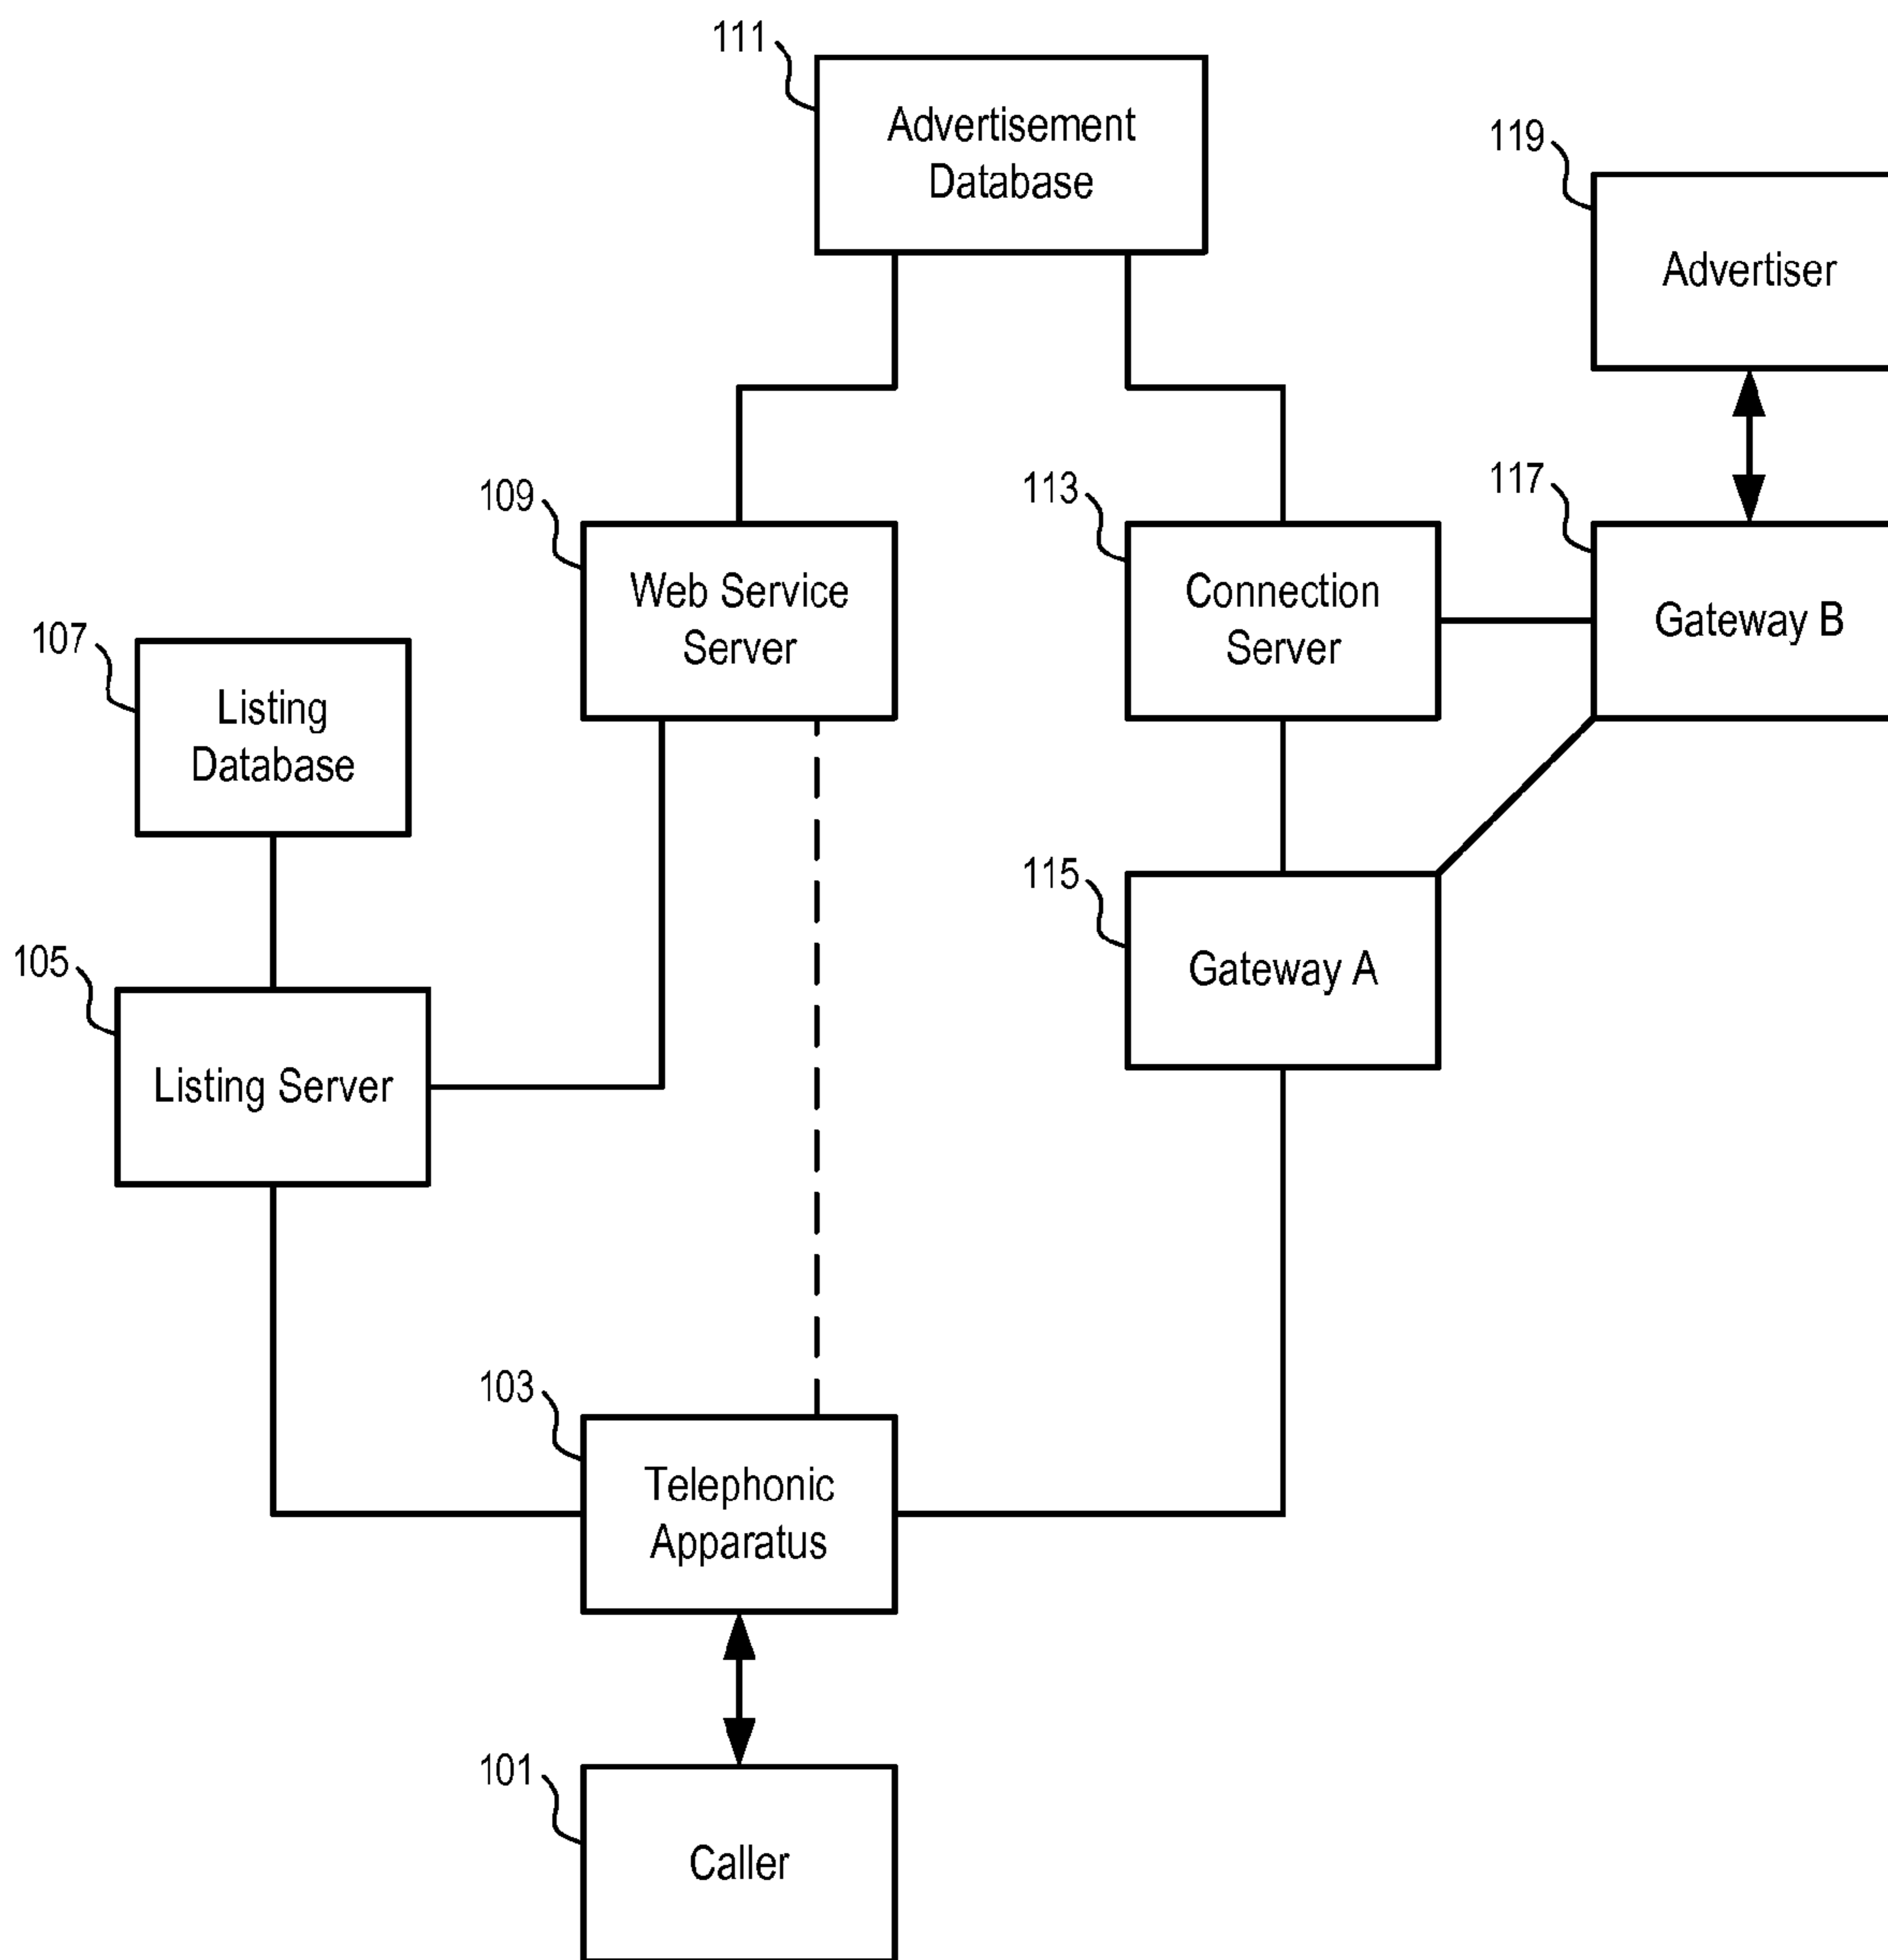 111
Advertisement
Database
119
Advertiser
109
Web Service
Server
113
Connection
Server
117
Gateway B
107
Listing
Database
115
Gateway A
105
Listing Server
103
Telephonic
Apparatus
101
Caller